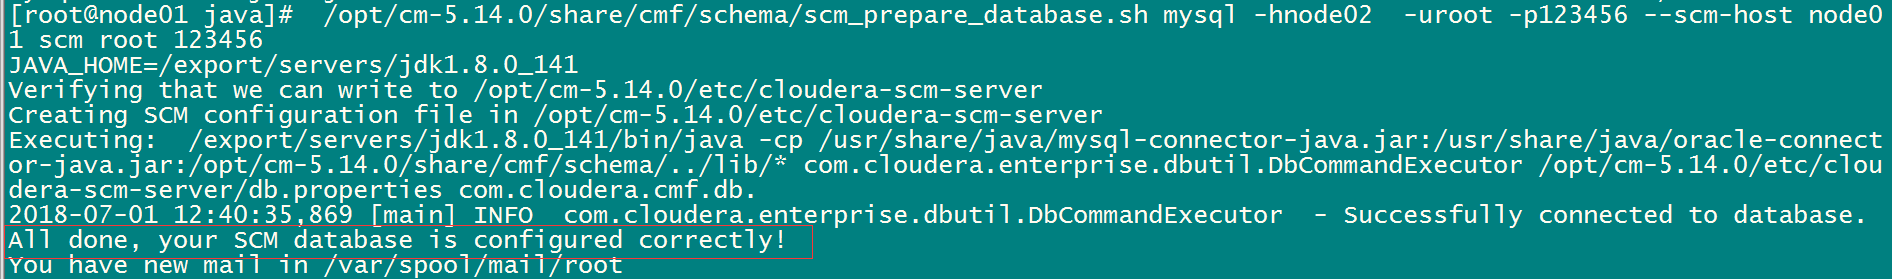 [root@node01 java]#  /opt/cm-5.14.0/share/cmf/schema/scm_prepare_database.sh mysql -hnode02  -uroot -p123456 --scm-host node0
1 scm root 123456
JAVA_HOME=/export/servers/jdk1.8.0_141
Verifying that we can write to /opt/cm-5.14.0/etc/cloudera-scm-server
Creating SCM configuration file in /opt/cm-5.14.0/etc/cloudera-scm-server
Executing:  /export/servers/jdk1.8.0_141/bin/java -cp /usr/share/java/mysql-connector-java.jar:/usr/share/java/oracle-connect
or-java.jar:/opt/cm-5.14.0/share/cmf/schema/../lib/* com.cloudera.enterprise.dbutil.DbCommandExecutor /opt/cm-5.14.0/etc/clou
dera-scm-server/db.properties com.cloudera.cmf.db.
2018-07-01 12:40:35,869 [main] INFO  com.cloudera.enterprise.dbutil.DbCommandExecutor  - Successfully connected to database.
All done, your SCM database is configured correctly!
You have new mail in /var/spool/mail/root